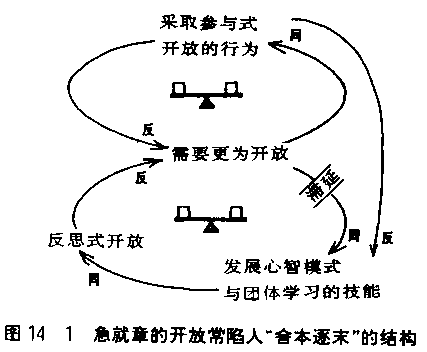 采取参与式
开放的行为
同
反
需要更为开放
反
滞延
反思式开放
同
反
同
发展心智模式
与团体学习的技能
图 14 1 急就章的开放常陷人“舍本逐末”的结构